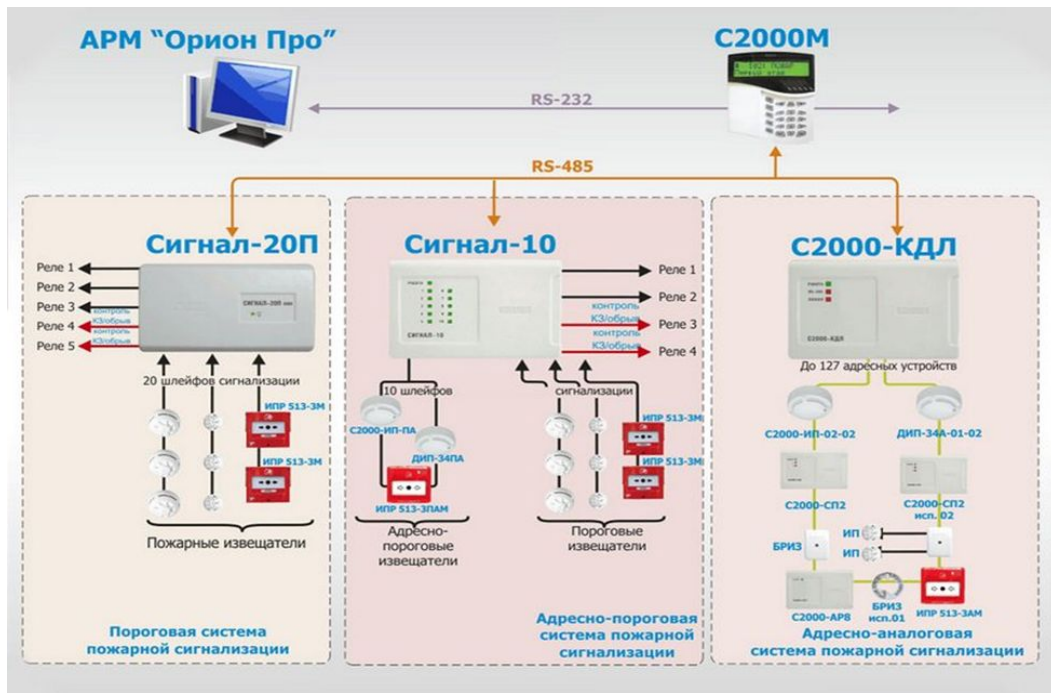 АРМ "Орион Про"
С2000М
RS-232
RS-485
Сигнал-20П
Реле 1
Реле 2
Реле 3
контроль
КЗ/обрыв
Реле 4
контроль
КЗ/обрыв
Реле 5
СИГНАЛ-20П
20 шлейфов сигнализации
ИПР 513-3М
ИПР 513-3М
Пожарные извещатели
Пороговая система
пожарной сигнализации
Сигнал-10
СИГНАЛ-10
Реле 1
Реле 2
контроль
КЗ/обрыв
Реле 3
контроль
КЗ/обрыв
Реле 4
10 шлейфов
сигнализации
С2000-ИП-ПА
ДИП-34ПА
ИПР 513-3ПАМ
ИПР 513-3М
ИПР 513-3М
Адресно-
пороговые
извещатели
Пороговые
извещатели
Адресно-пороговая
система пожарной
сигнализации
С2000-КДЛ
С2000-КДЛ
До 127 адресных устройств
С2000-ИП-02-02
ДИП-34А-01-02
С2000-СП2
С2000-СП2
исп. 02
БРИЗ
ИП
ИП
С2000-АР8
БРИЗ
исп.01
ИПР 513-3АМ
Адресно-аналоговая
система пожарной сигнализации